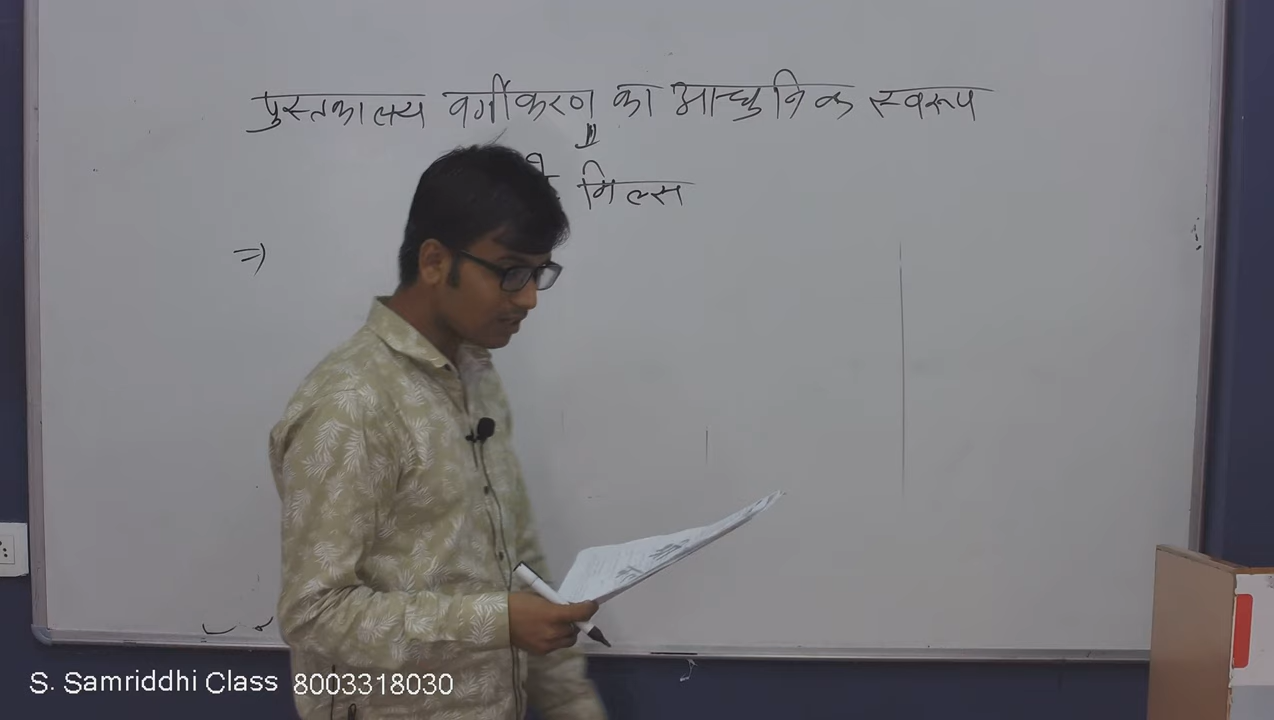 पुस्तकालय वर्गीकरण का आधुनिक स्वरूप
मिल्स
⇒
S. Samriddhi Class 8003318030